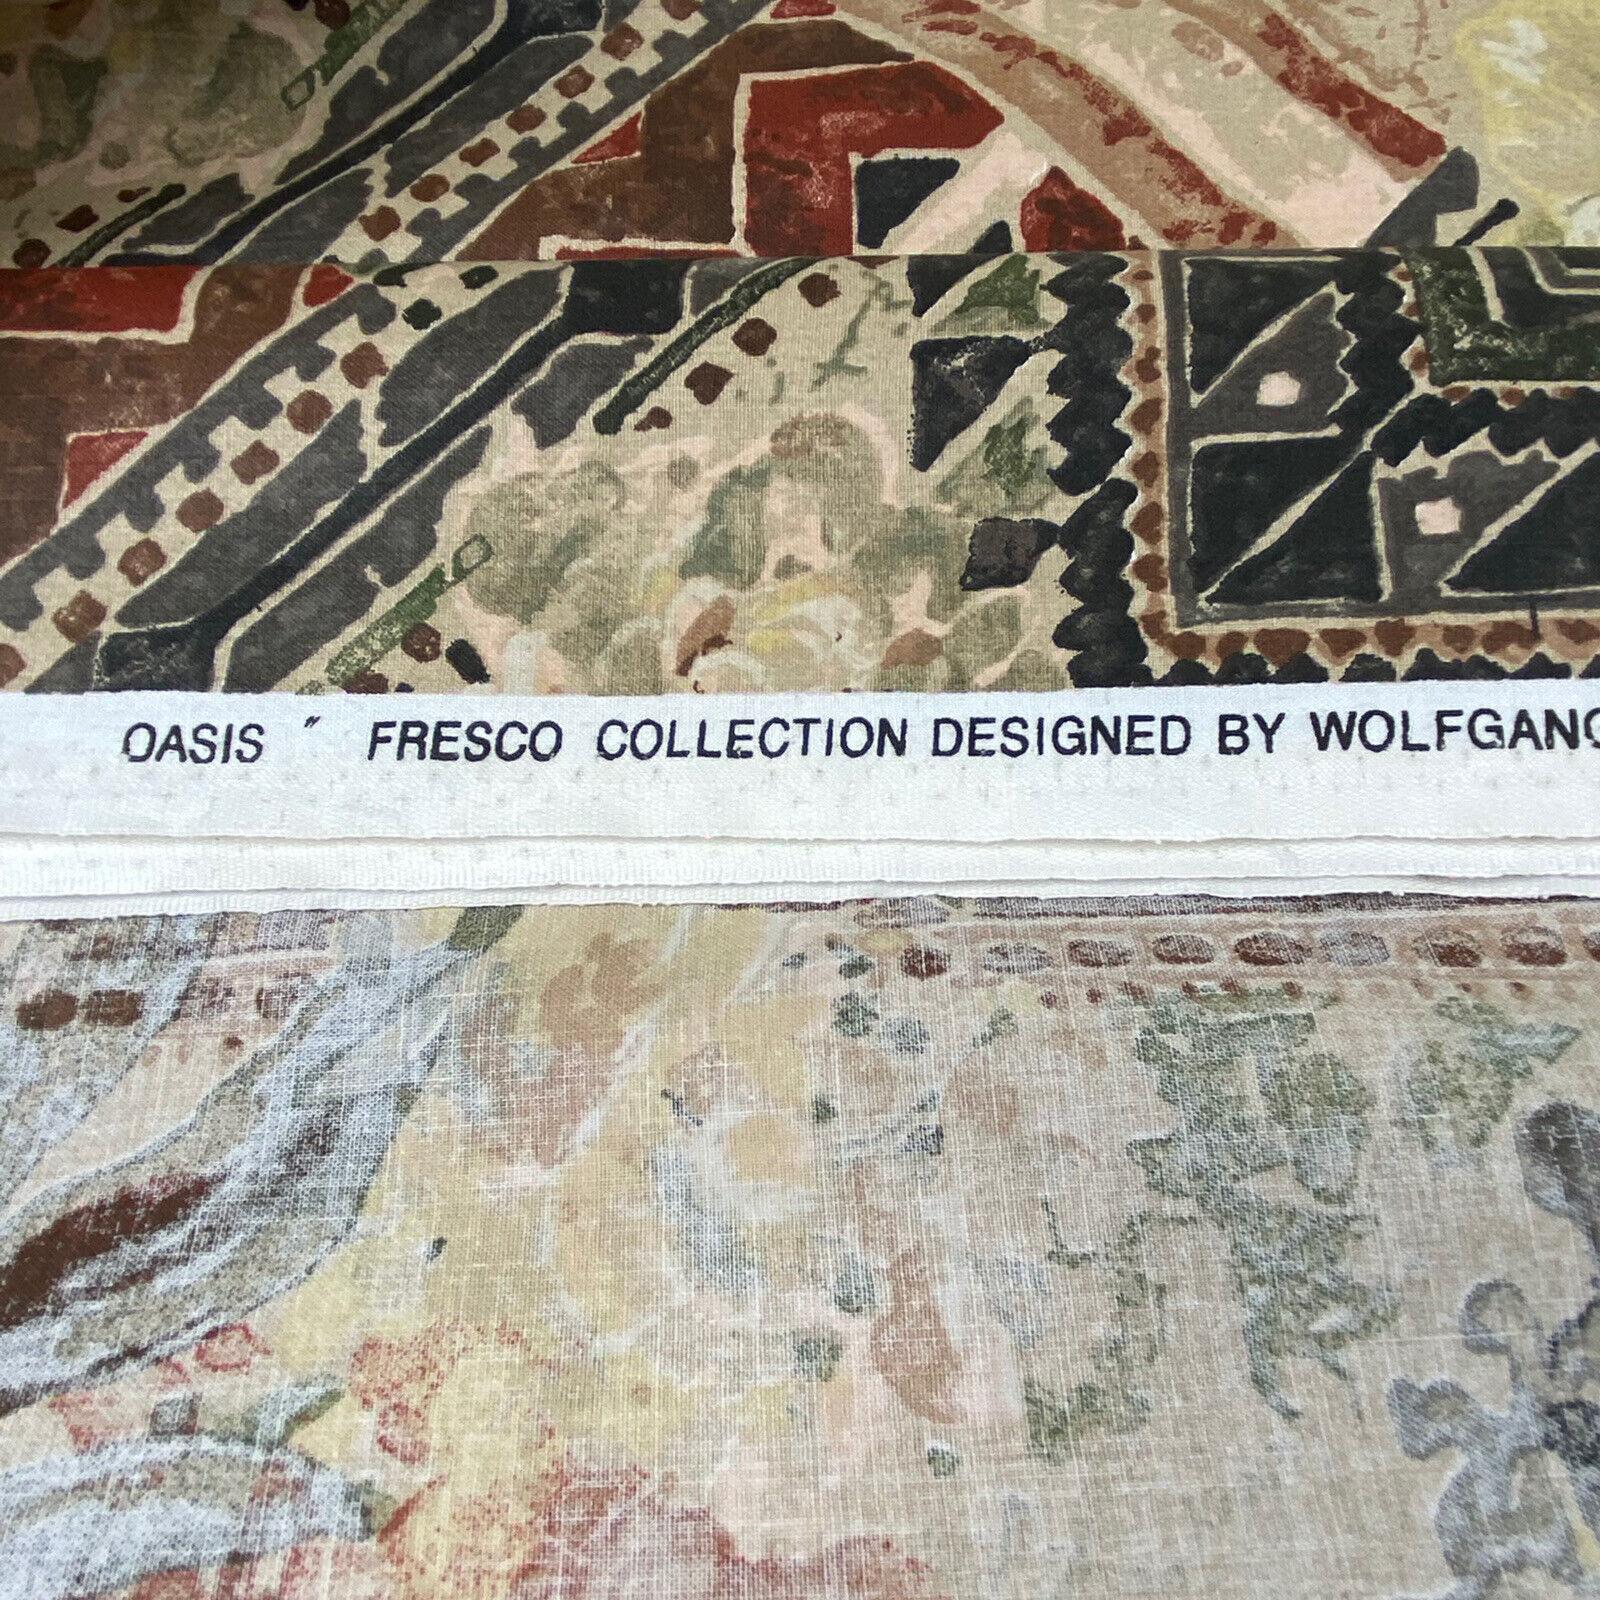 OASIS " FRESCO COLLECTION DESIGNED BY WOLFGANG